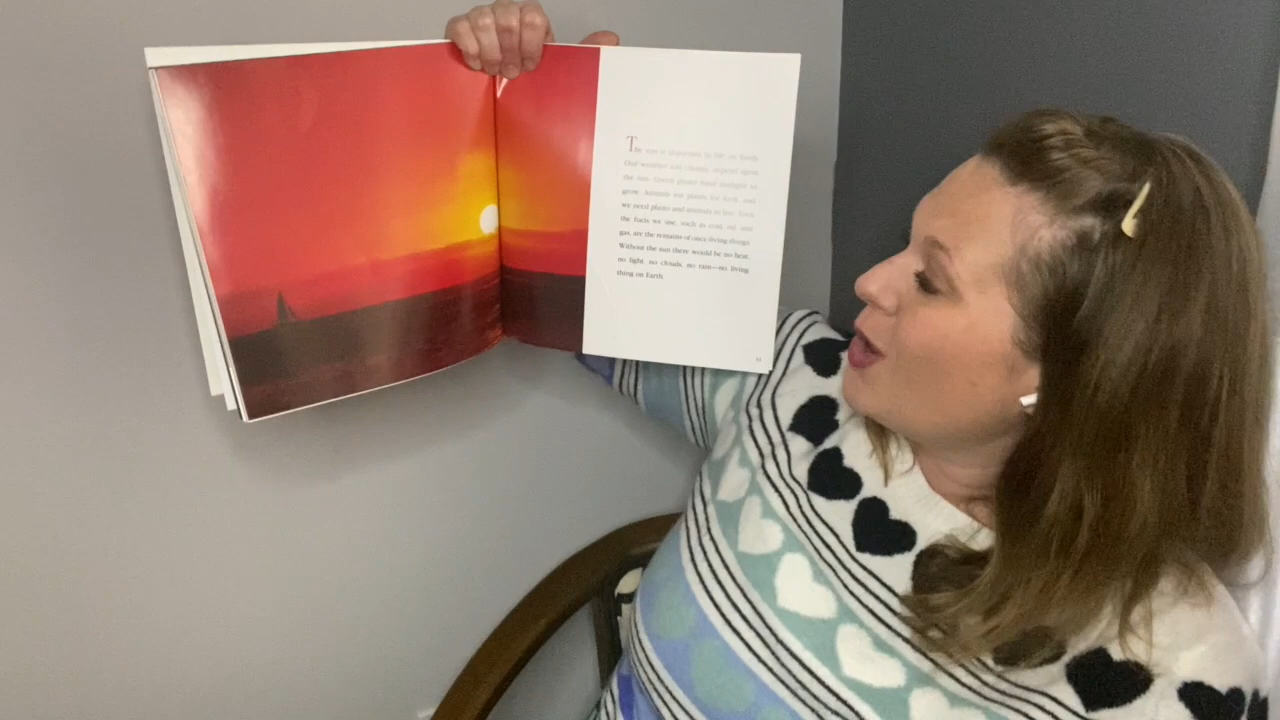 The sun is important to life on Earth.
Our weather and climate depend upon
the sun. Green plants need sunlight to
grow. Animals eat plants for food, and
we need plants and animals to live. Even
the fuels we use, such as coal, oil, and
gas, are the remains of once living things.
Without the sun there would be no heat,
no light, no clouds, no rain—no living
thing on Earth.